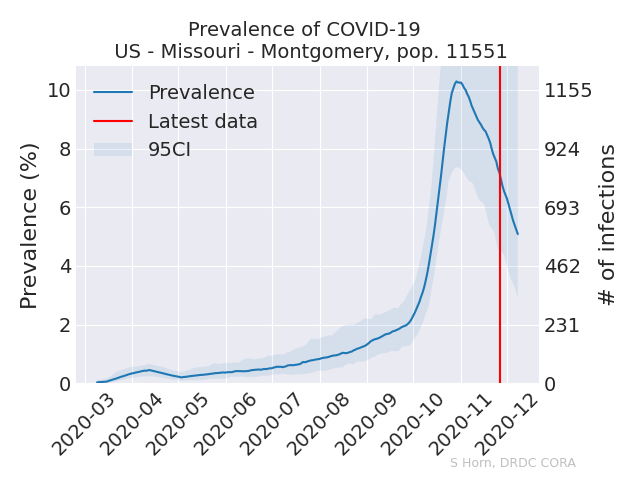 Prevalence of COVID-19
US - Missouri - Montgomery, pop. 11551
Prevalence (%)
10
8
6
4
2
0
Prevalence
Latest data
95CI
1155
924
693
462
231
0
# of infections
2020-03
2020-04
2020-05
2020-06
2020-07
2020-08
2020-09
2020-10
2020-11
2020-12
S Horn, DRDC CORA